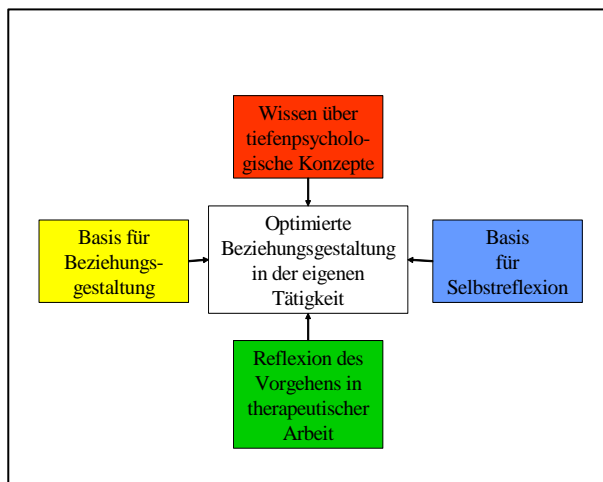 Wissen über
tiefenpsycholo-
gische Konzepte
Basis für
Beziehungs-
gestaltung
Optimierte
Beziehungsgestaltung
in der eigenen
Tätigkeit
Basis
für
Selbstreflexion
Reflexion des
Vorgehens in
therapeutischer
Arbeit